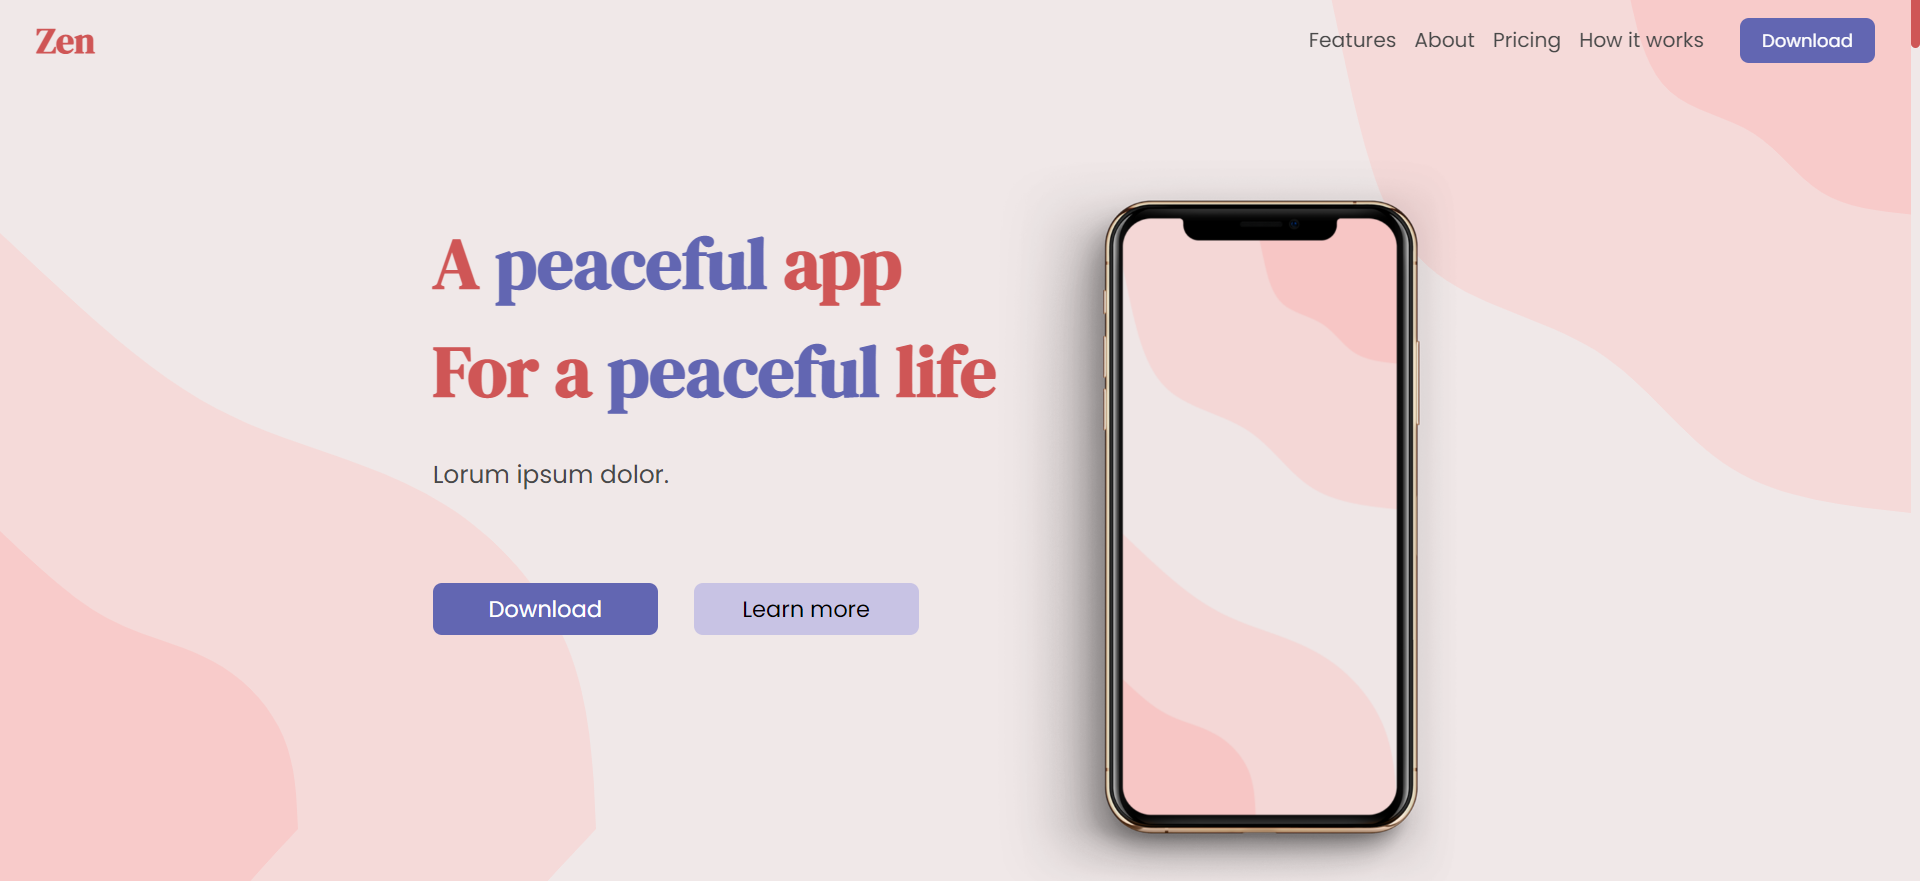 Zen
Features About Pricing How it works Download
A peaceful app
For a peaceful life
Lorum ipsum dolor.
Download Learn more